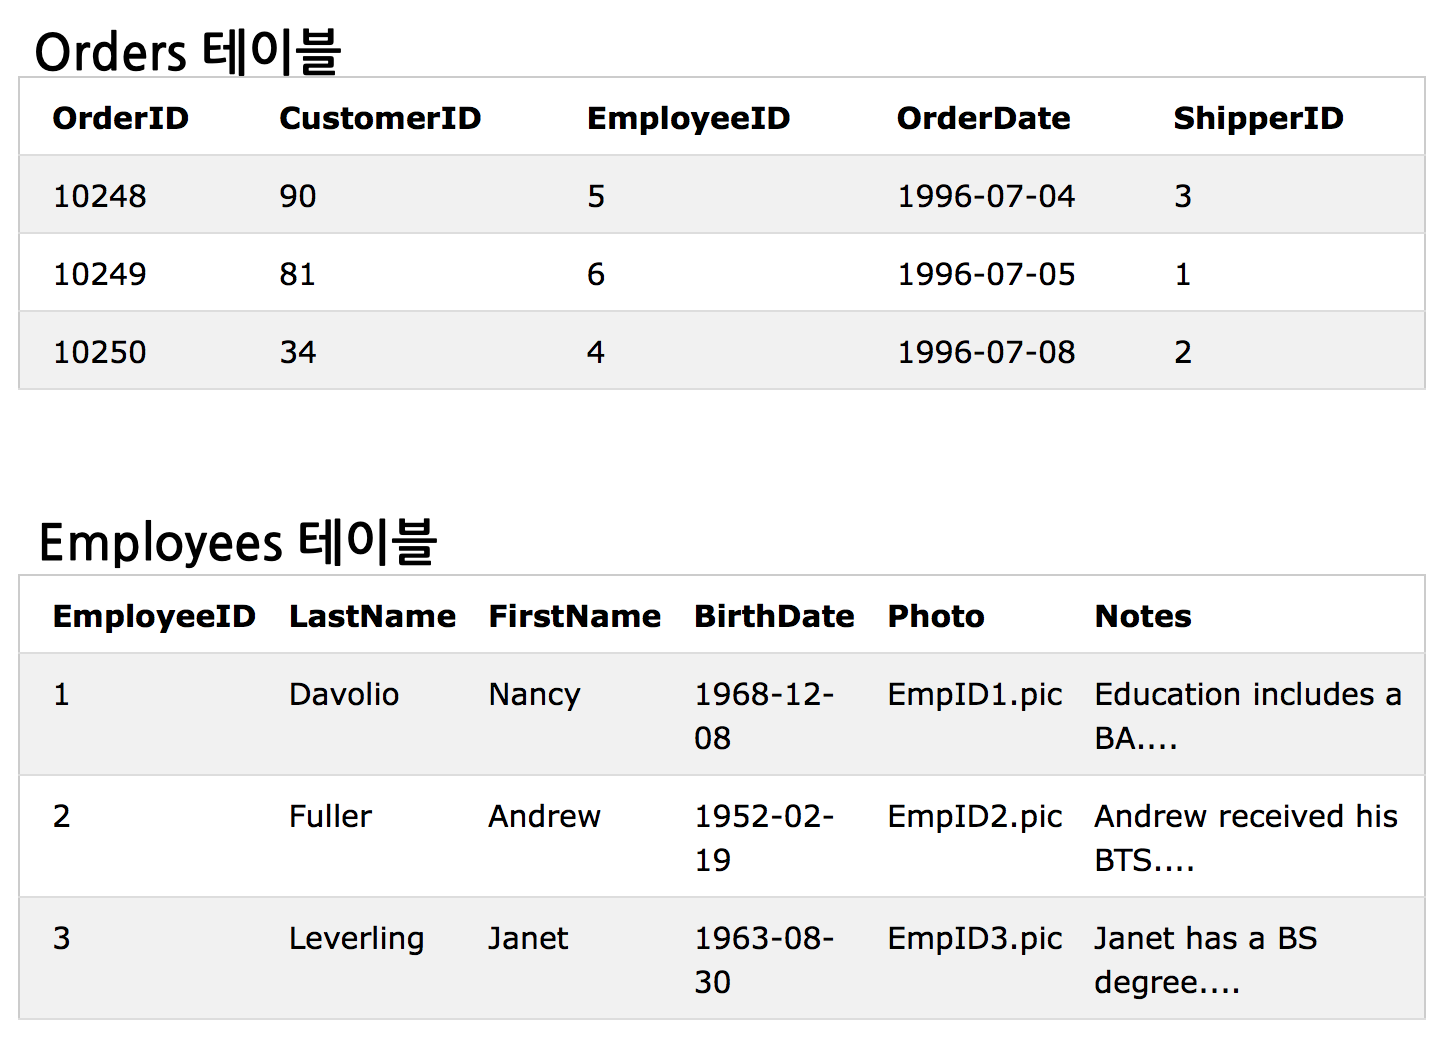 Orders 테이블
OrderID CustomerID EmployeeID OrderDate ShipperID
10248 90 5 1996-07-04 3
10249 81 6 1996-07-05 1
10250 34 4 1996-07-08 2
Employees 테이블
EmployeeID LastName FirstName BirthDate Photo Notes
1 Davolio Nancy 1968-12- EmpID1.pic Education includes a
08 BA....
2 Fuller Andrew 1952-02- EmpID2.pic Andrew received his
19 BTS....
3 Leverling Janet 1963-08- EmpID3.pic Janet has a BS
30 degree....